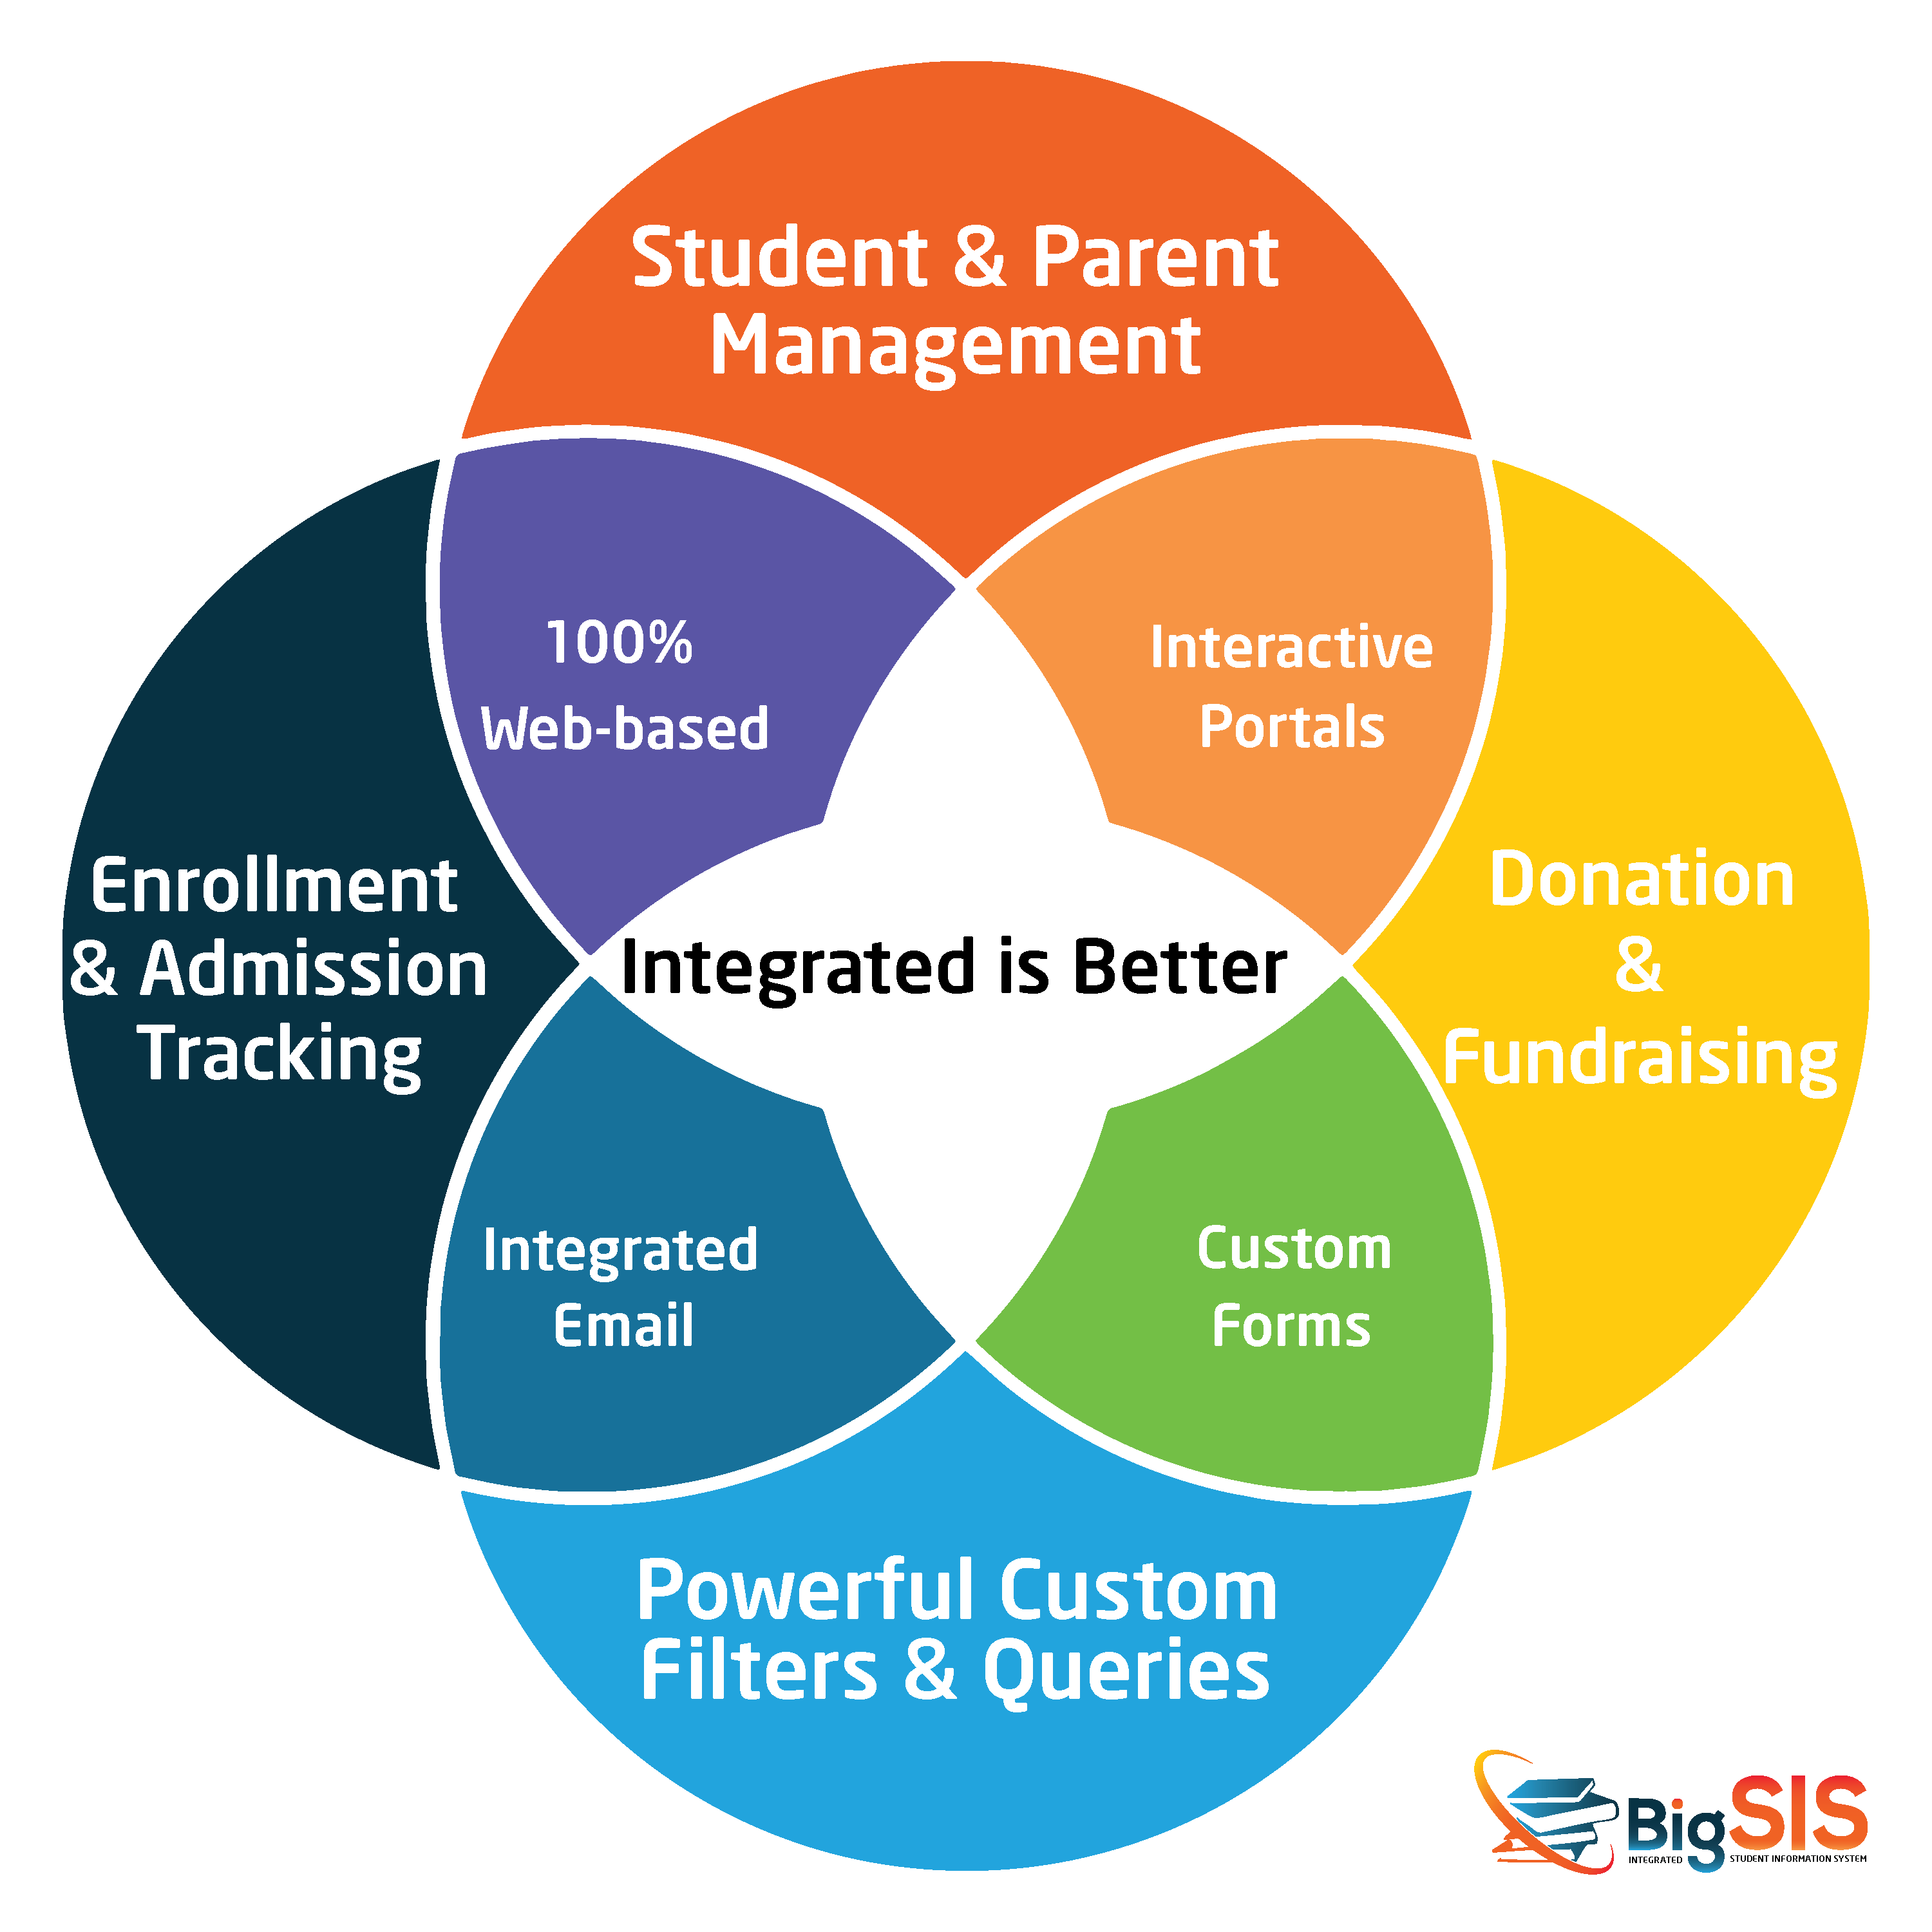 Student & Parent
Management
100%
Web-based
Interactive
Portals
Enrollment
& Admission
Tracking
Integrated is Better
Donation
&
Fundraising
Integrated
Email
Custom
Forms
Powerful Custom
Filters & Queries
BigSIS
INTEGRATED STUDENT INFORMATION SYSTEM